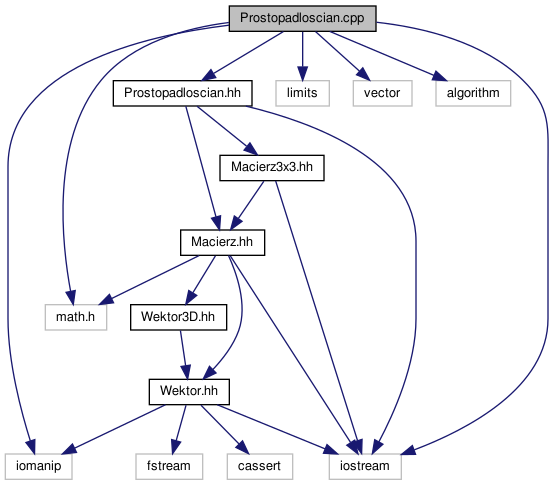 Prostopadloscian.cpp
Prostopadloscian.hh
limits
vector
algorithm
Macierz3x3.hh
Macierz.hh
math.h
Wektor3D.hh
Wektor.hh
iomanip
fstream
cassert
iostream